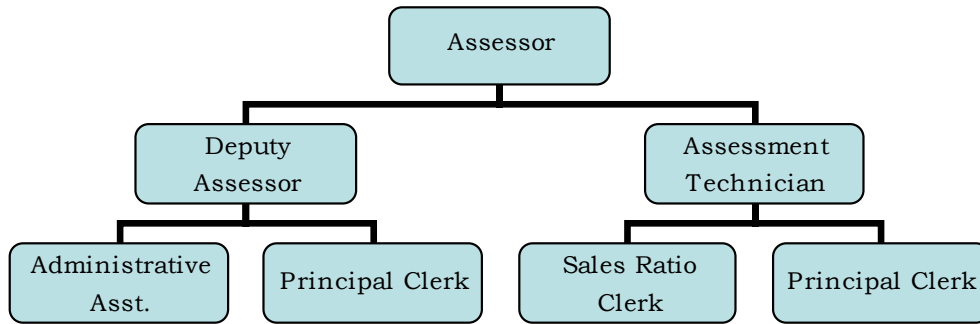 Assessor
Deputy
Assessor
Assessment
Technician
Administrative
Asst.
Principal Clerk
Sales Ratio
Clerk
Principal Clerk